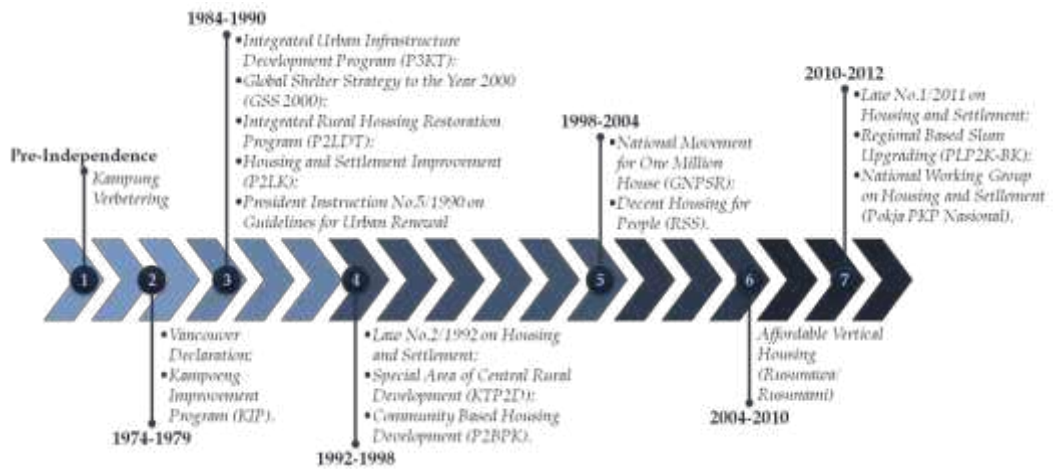 Pre-Independence
Kampung
Verbetering
1974-1979
•Vancouver
Declaration;
•Kampoeng
Improvement
Program (KIP).
1984-1990
•Integrated Urban Infrastructure
Development Program (P3KT);
•Global Shelter Strategy to the Year 2000
(GSS 2000);
•Integrated Rural Housing Restoration
Program (P2LDT);
•Housing and Settlement Improvement
(P2LK);
•President Instruction No.5/1990 on
Guidelines for Urban Renewal
1992-1998
•Law No.2/1992 on Housing
and Settlement;
•Special Area of Central Rural
Development (KTP2D);
•Community Based Housing
Development (P2BPK).
1998-2004
•National Movement
for One Million
House (GNPSR);
•Decent Housing for
People (RSS).
2004-2010
Affordable Vertical
Housing
(Rusunawa/
Rusunami)
2010-2012
•Law No.1/2011 on
Housing and Settlement;
•Regional Based Slum
Upgrading (PLP2K-BK);
•National Working Group
on Housing and Settlement
(Pokja PKP Nasional).
1
2
3
4
5
6
7